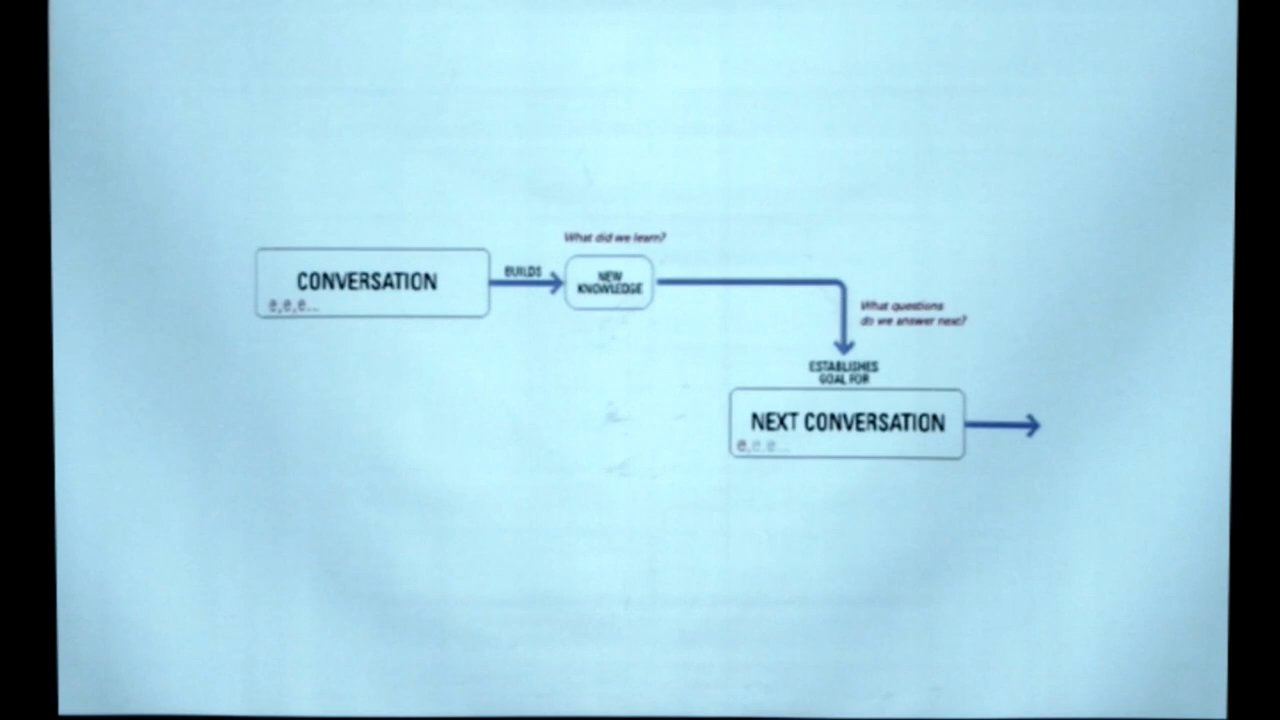 What did we learn?
CONVERSATION
e,e,e...
BUILDS
NEW
KNOWLEDGE
What questions
do we answer next?
ESTABLISHES
GOAL FOR
NEXT CONVERSATION
e,e,e...